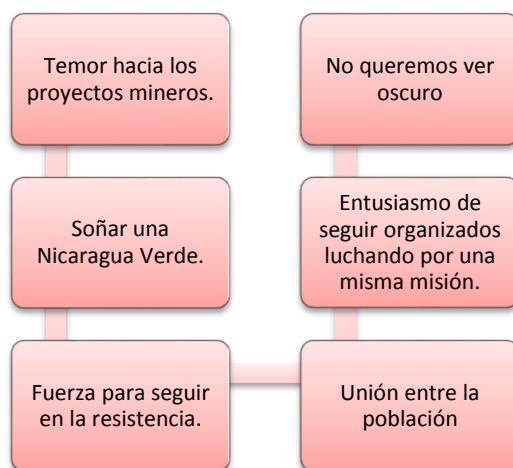 Temor hacia los
proyectos mineros.
Soñar una
Nicaragua Verde.
Fuerza para seguir
en la resistencia.
Unión entre la
población
Entusiasmo de
seguir organizados
luchando por una
misma misión.
No queremos ver
oscuro